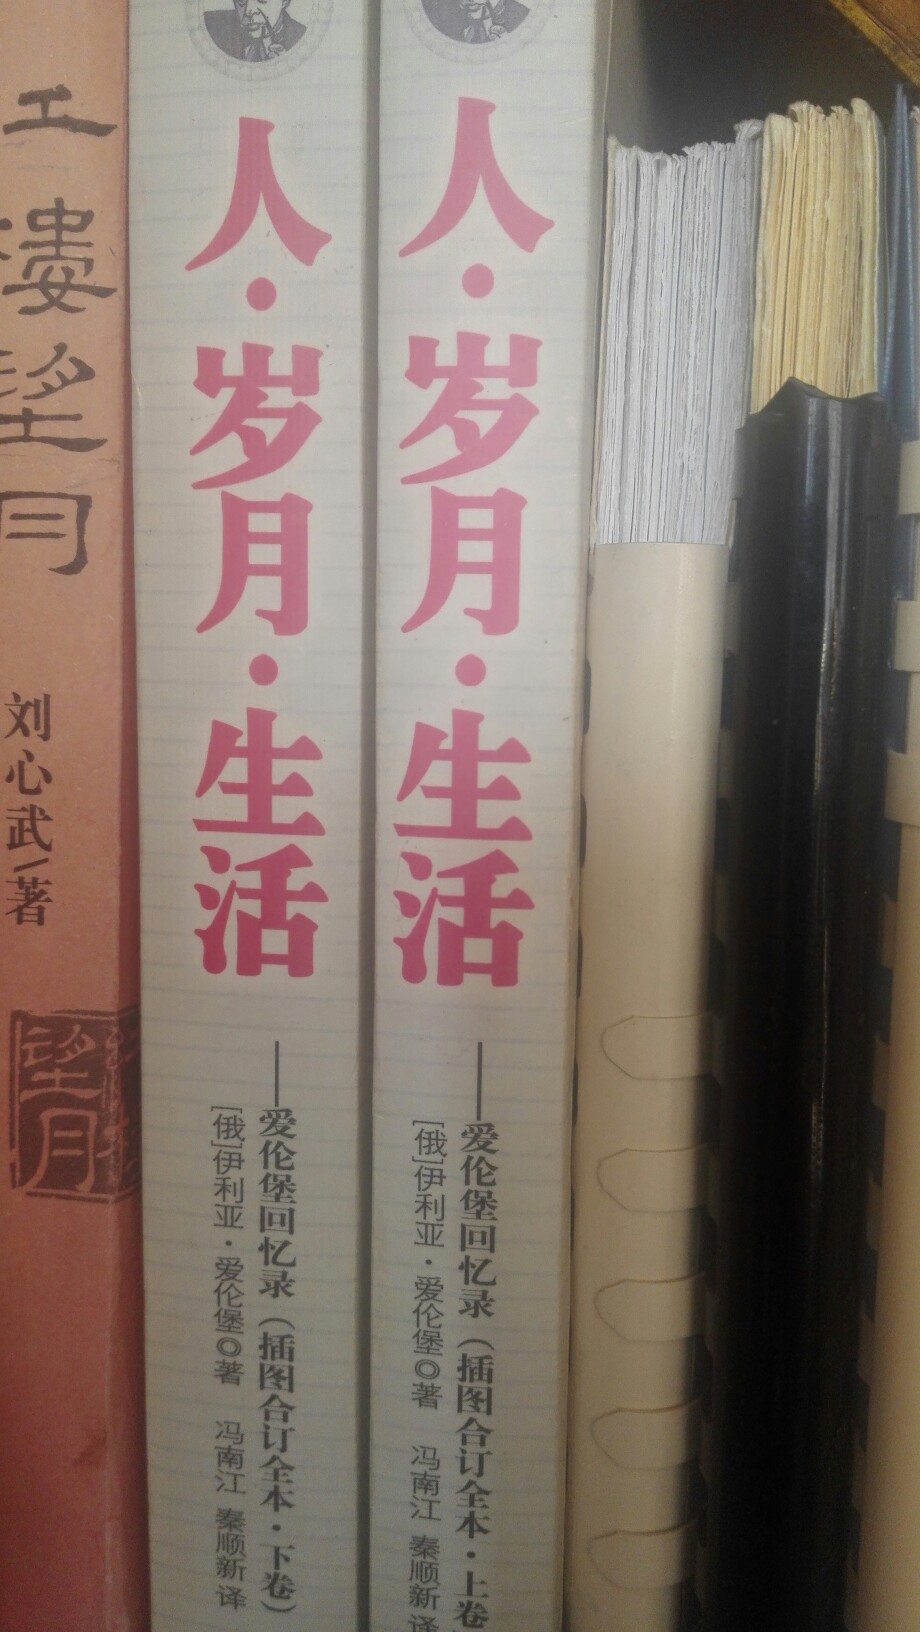 红楼望月
刘心武/著
望月
人·岁月·生活
——爱伦堡回忆录(插图合订全本·下卷)
[俄]伊利亚·爱伦堡◎著 冯南江 秦顺新 译
人·岁月·生活
——爱伦堡回忆录(插图合订全本·上卷
[俄]伊利亚·爱伦堡◎著 冯南江 秦顺新 译